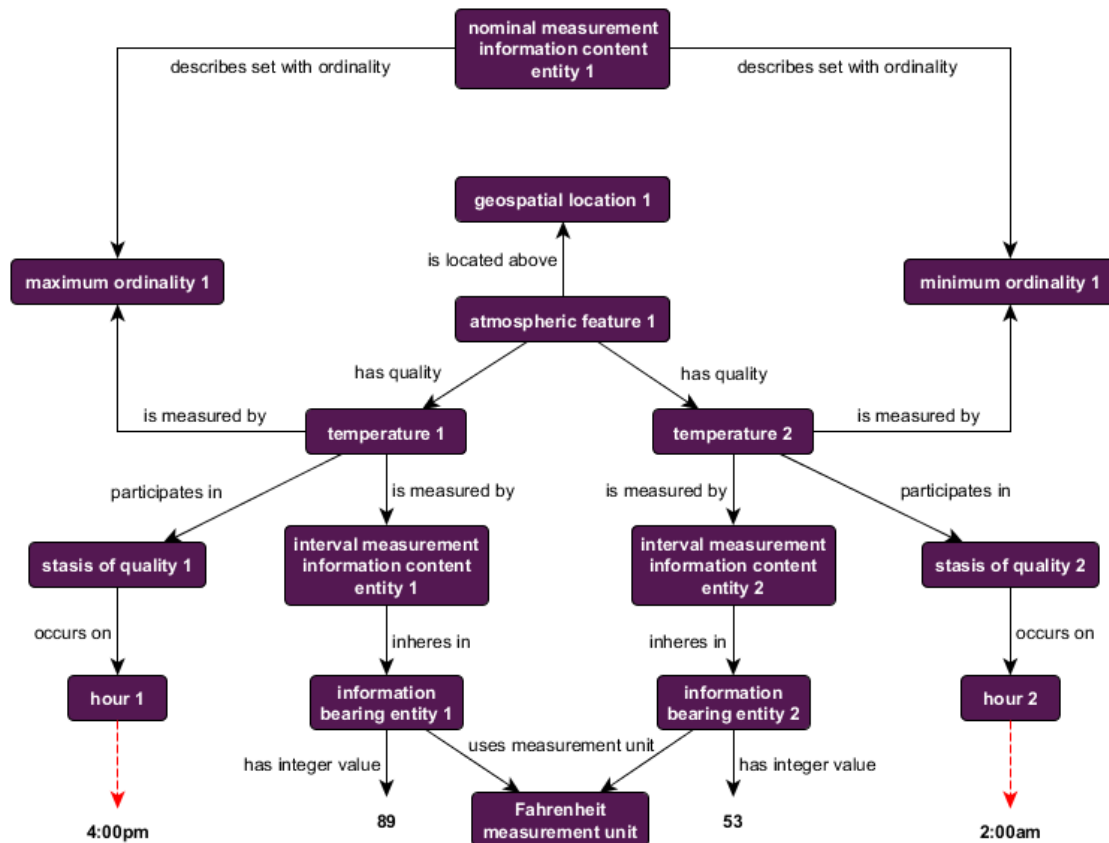 nominal measurement
information content
entity 1
describes set with ordinality
describes set with ordinality
geospatial location 1
is located above
maximum ordinality 1
minimum ordinality 1
atmospheric feature 1
has quality
has quality
is measured by
is measured by
temperature 1
temperature 2
participates in
is measured by
is measured by
participates in
stasis of quality 1
interval measurement
information content
entity 1
interval measurement
information content
entity 2
stasis of quality 2
occurs on
inheres in
inheres in
occurs on
hour 1
information
bearing entity 1
information
bearing entity 2
hour 2
uses measurement unit
has integer value
has integer value
4:00pm
89
Fahrenheit
measurement unit
53
2:00am